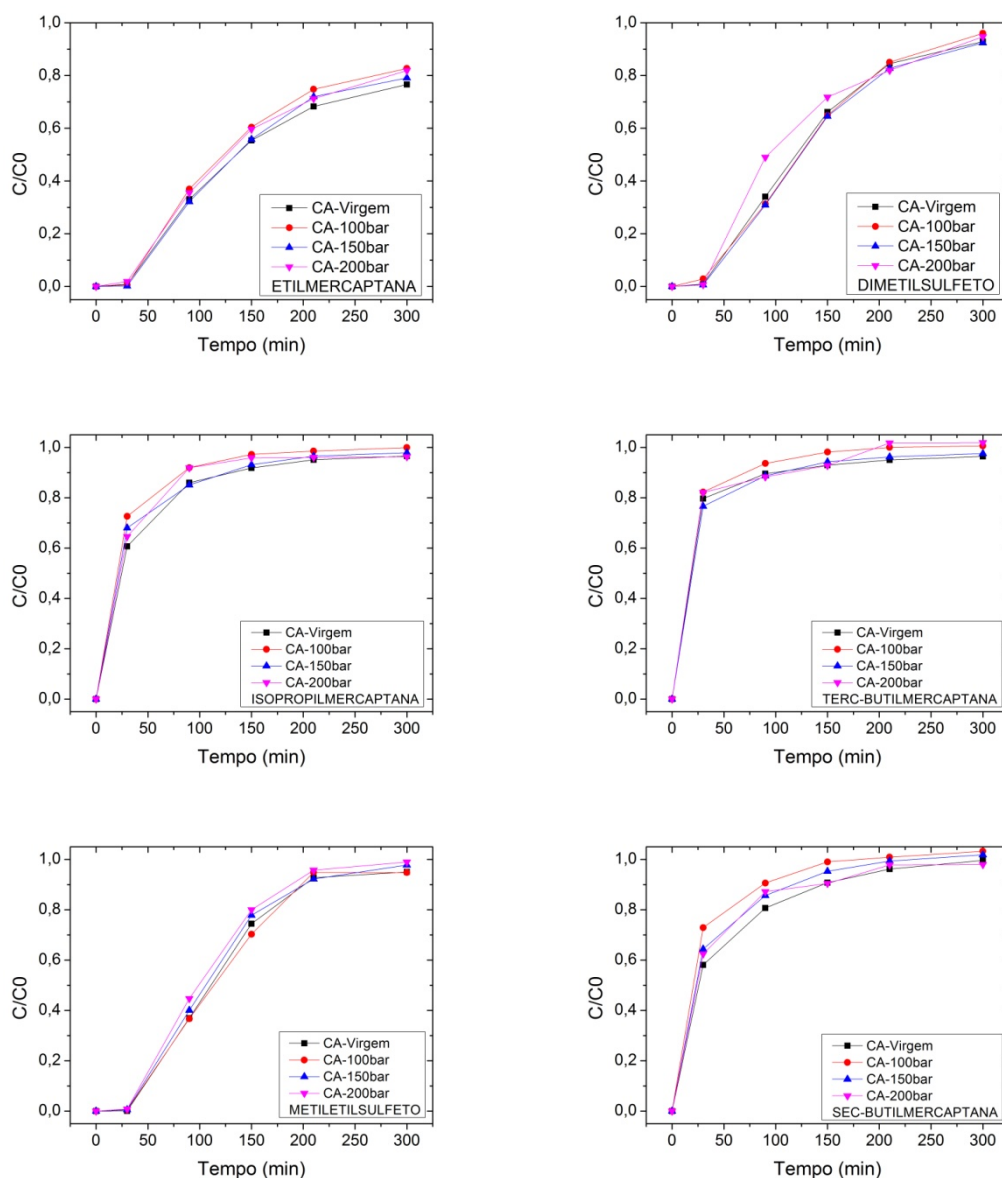 1,0
0,8
0,6
0,4
0,2
0,0
C/C0
CA-Virgem
CA-100bar
CA-150bar
CA-200bar
ETILMERCAPTANA
0 50 100 150 200 250 300
Tempo (min)
1,0
0,8
0,6
0,4
0,2
0,0
C/C0
CA-Virgem
CA-100bar
CA-150bar
CA-200bar
DIMETILSULFETO
0 50 100 150 200 250 300
Tempo (min)
1,0
0,8
0,6
0,4
0,2
0,0
C/C0
CA-Virgem
CA-100bar
CA-150bar
CA-200bar
ISOPROPILMERCAPTANA
0 50 100 150 200 250 300
Tempo (min)
1,0
0,8
0,6
0,4
0,2
0,0
C/C0
CA-Virgem
CA-100bar
CA-150bar
CA-200bar
TERC-BUTILMERCAPTANA
0 50 100 150 200 250 300
Tempo (min)
1,0
0,8
0,6
0,4
0,2
0,0
C/C0
CA-Virgem
CA-100bar
CA-150bar
CA-200bar
METILETILSULFETO
0 50 100 150 200 250 300
Tempo (min)
1,0
0,8
0,6
0,4
0,2
0,0
C/C0
CA-Virgem
CA-100bar
CA-150bar
CA-200bar
SEC-BUTILMERCAPTANA
0 50 100 150 200 250 300
Tempo (min)